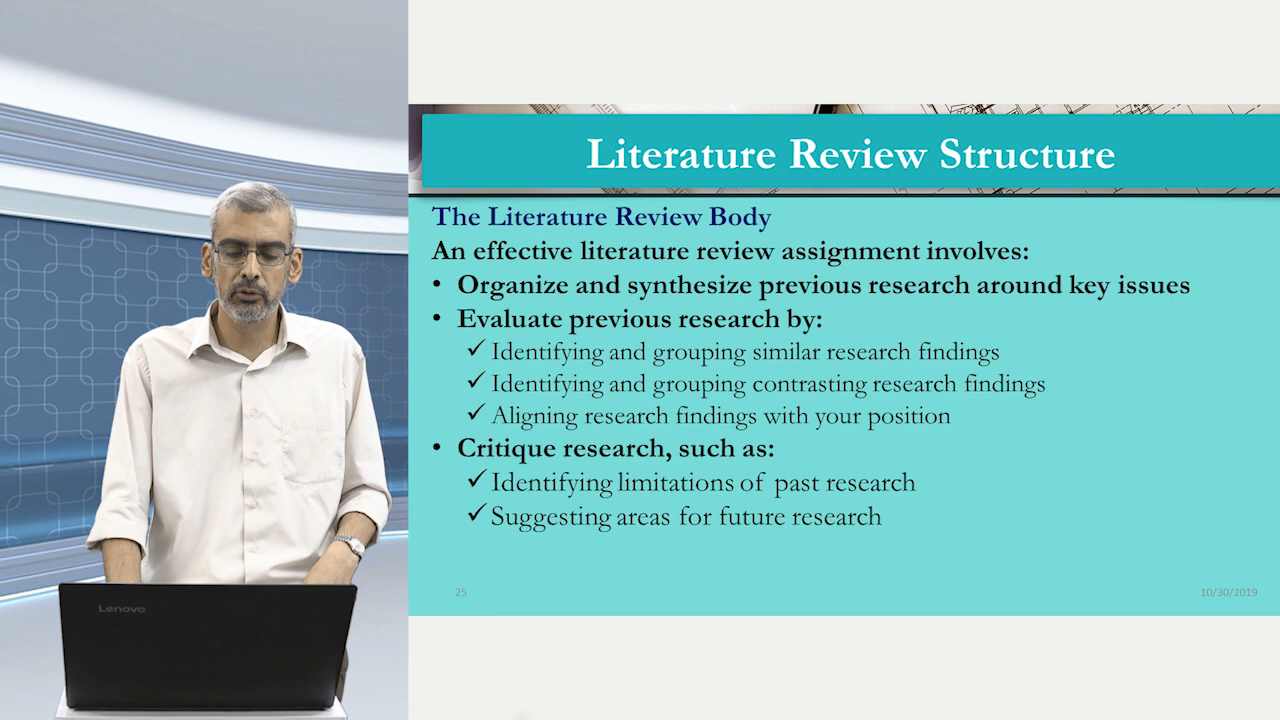 Literature Review Structure
The Literature Review Body
An effective literature review assignment involves:
• Organize and synthesize previous research around key issues
• Evaluate previous research by:
✓ Identifying and grouping similar research findings
✓ Identifying and grouping contrasting research findings
✓ Aligning research findings with your position
• Critique research, such as:
✓ Identifying limitations of past research
✓ Suggesting areas for future research
25
10/30/2019
Lenovo